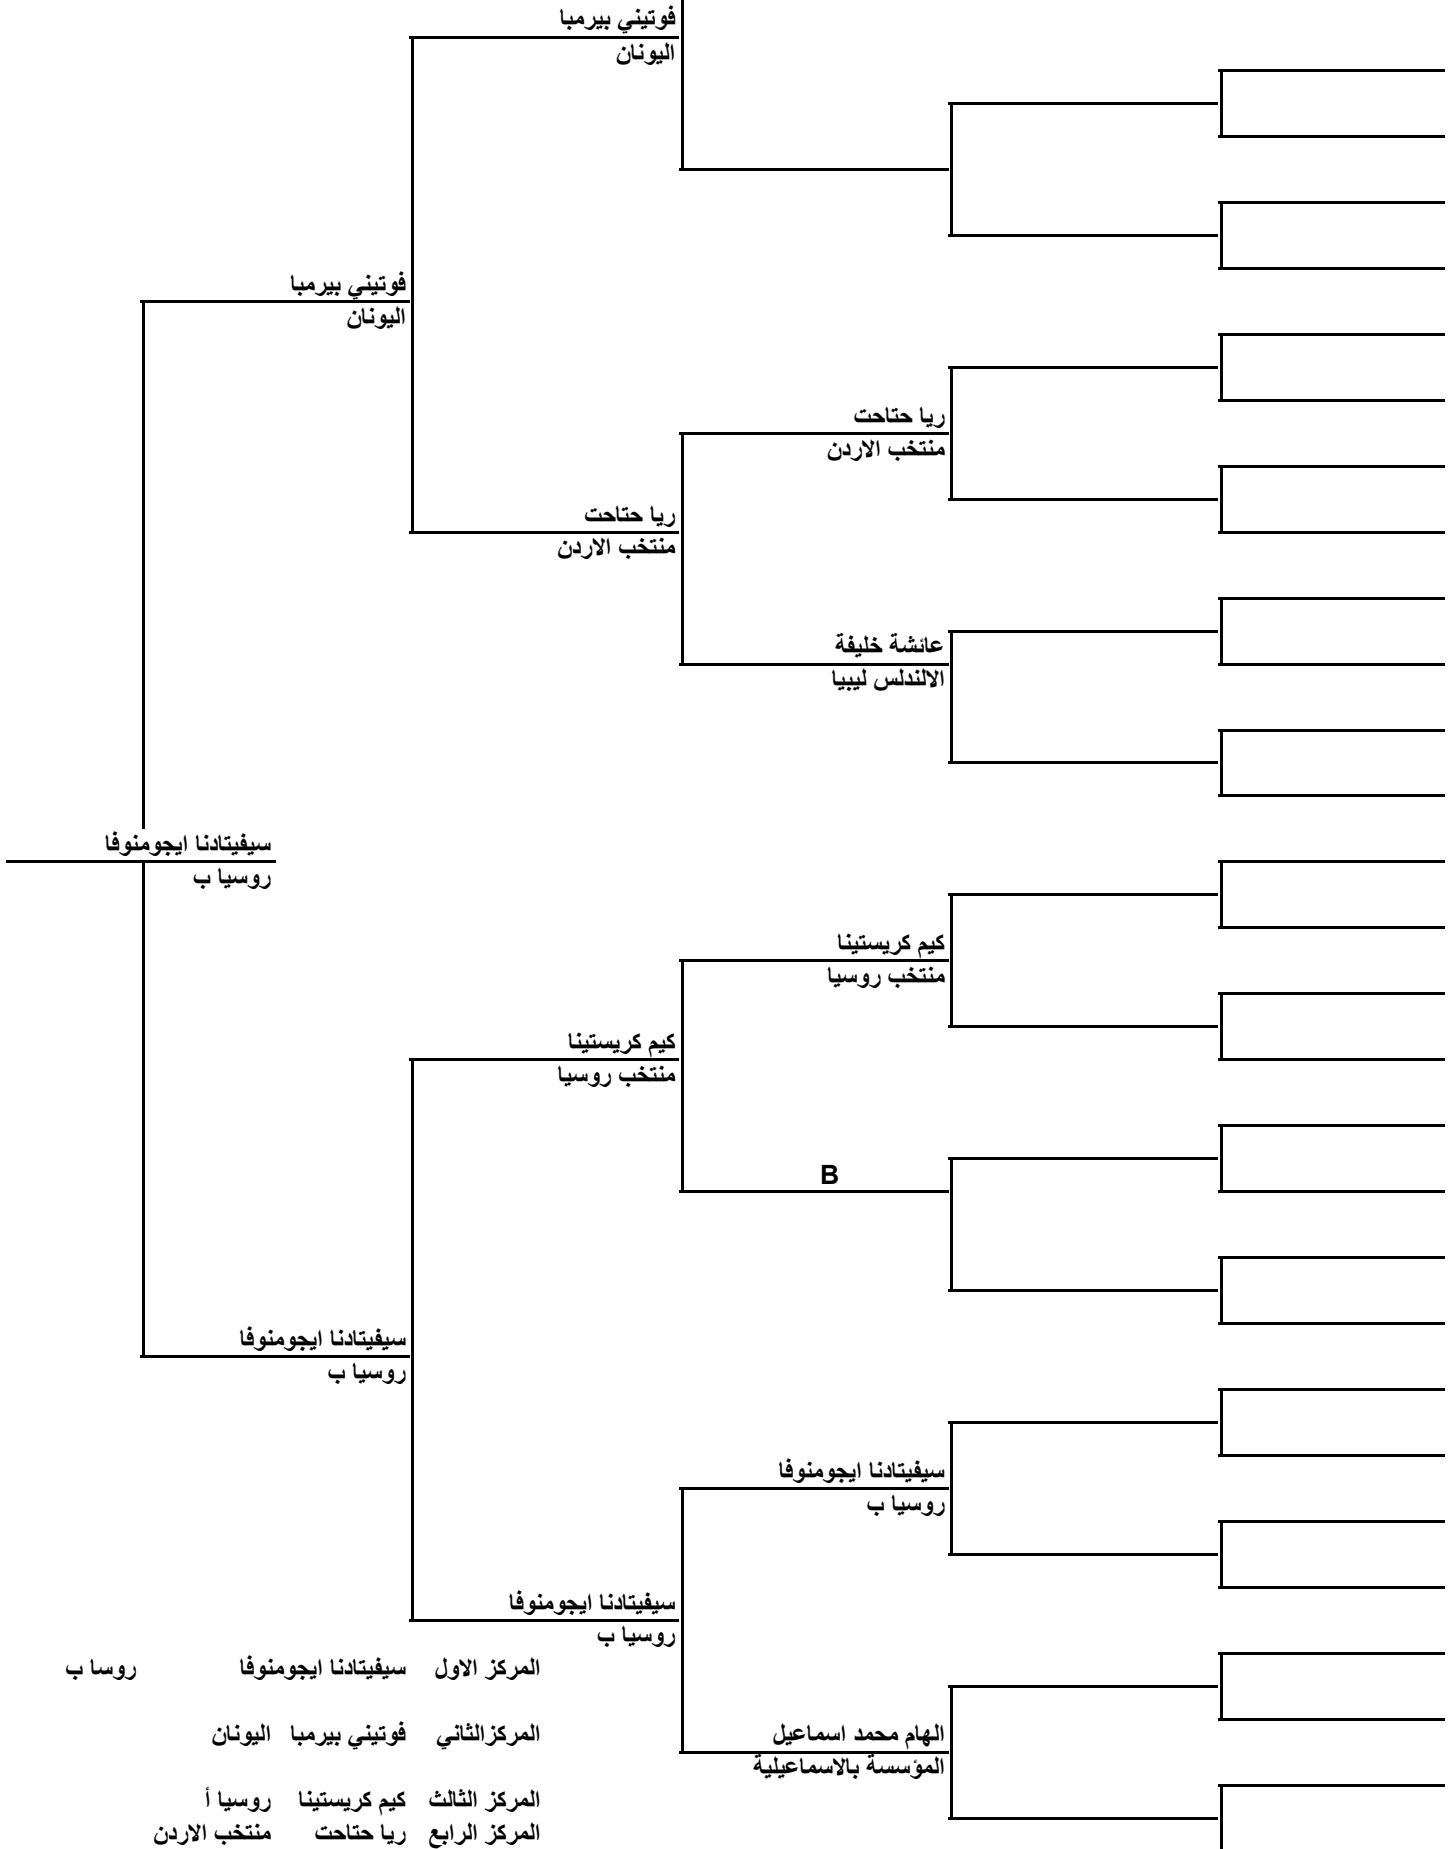 فوتيني بيرمبا
اليونان
فوتيني بيرمبا
اليونان
ريا حتاحت
منتخب الاردن
ريا حتاحت
منتخب الاردن
عائشة خليفة
الالندلس ليبيا
سيفيتادنا ايجومنوفا
روسيا ب
كيم كريستينا
منتخب روسيا
كيم كريستينا
منتخب روسيا
B
سيفيتادنا ايجومنوفا
روسيا ب
سيفيتادنا ايجومنوفا
روسيا ب
سيفيتادنا ايجومنوفا
روسيا ب
المركز الاول سيفيتادنا ايجومنوفا روسا ب
الهام محمد اسماعيل
المؤسسة بالاسماعيلية
المركزالثاني فوتيني بيرمبا اليونان
المركز الثالث كيم كريستينا روسيا أ
المركز الرابع ريا حتاحت منتخب الاردن